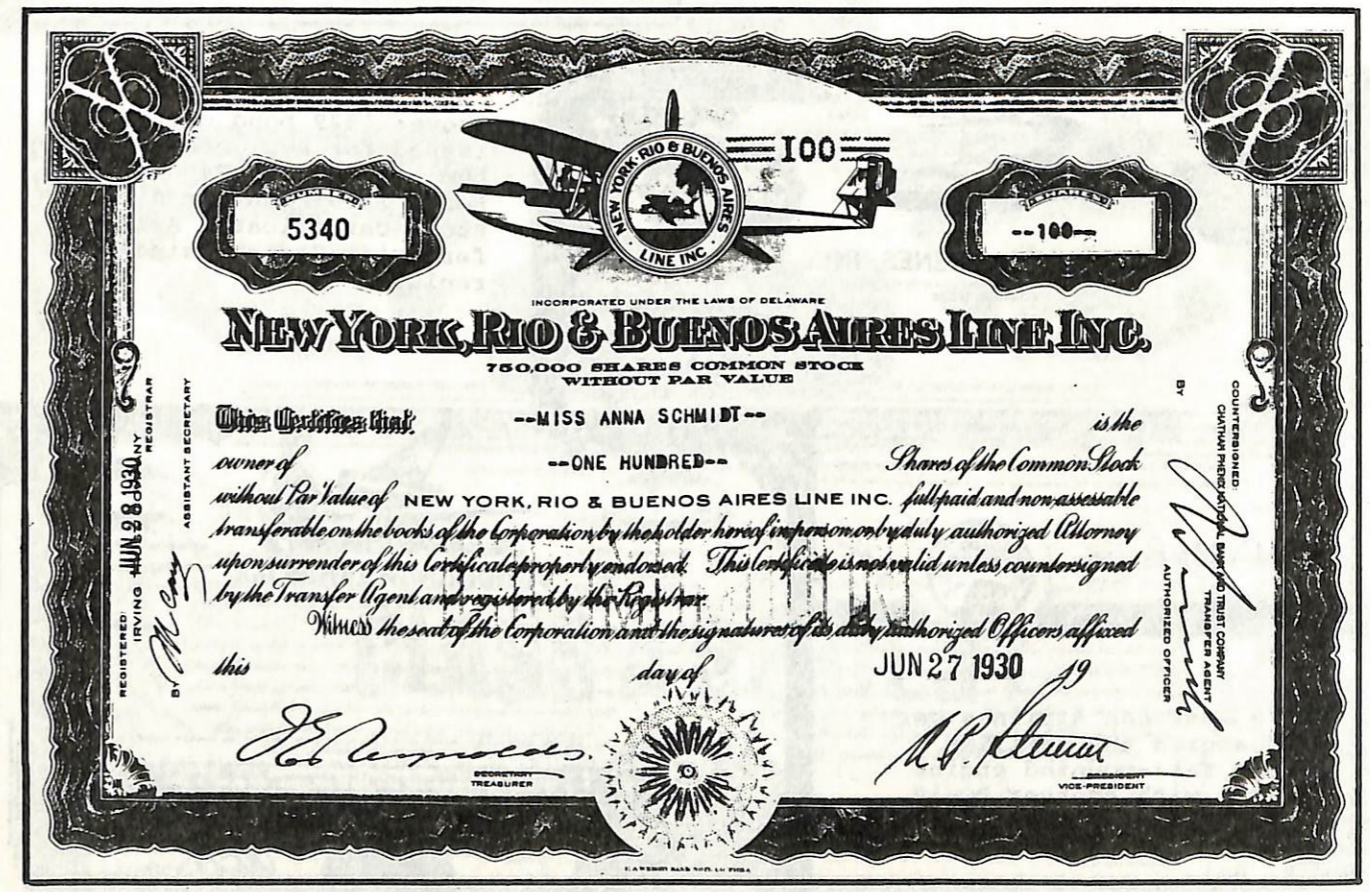 NUMBER
5340
NEW YORK·RIO & BUENOS AIRES
LINE INC
100
SHARES
--100--
INCORPORATED UNDER THE LAWS OF DELAWARE
NEW YORK, RIO & BUENOS AIRES LINE INC.
750,000 SHARES COMMON STOCK
WITHOUT PAR VALUE
This Certifies that --MISS ANNA SCHMIDT-- is the
owner of --ONE HUNDRED-- Shares of the Common Stock
without Par Value of NEW YORK, RIO & BUENOS AIRES LINE INC. full-paid and non-assessable
transferable on the books of the Corporation by the holder hereof in person or by duly authorized Attorney
upon surrender of this Certificate properly endorsed. This Certificate is not valid unless countersigned
by the Transfer Agent and registered by the Registrar.
Witness the seal of the Corporation and the signatures of its duly authorized Officers affixed
this day of JUN 27 1930 19
SECRETARY
TREASURER
PRESIDENT
VICE-PRESIDENT
REGISTERED:
IRVING
JUN 28 1930
REGISTRAR
BY
ASSISTANT SECRETARY
COUNTERSIGNED:
CHATHAM PHENIX NATIONAL BANK AND TRUST COMPANY
TRANSFER AGENT
BY
AUTHORIZED OFFICER